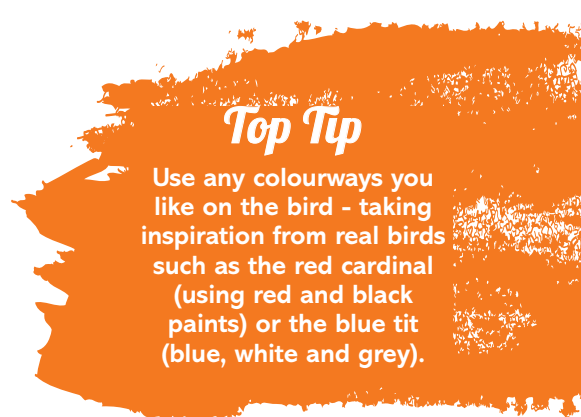 Top Tip
Use any colourways you
like on the bird - taking
inspiration from real birds
such as the red cardinal
(using red and black
paints) or the blue tit
(blue, white and grey).